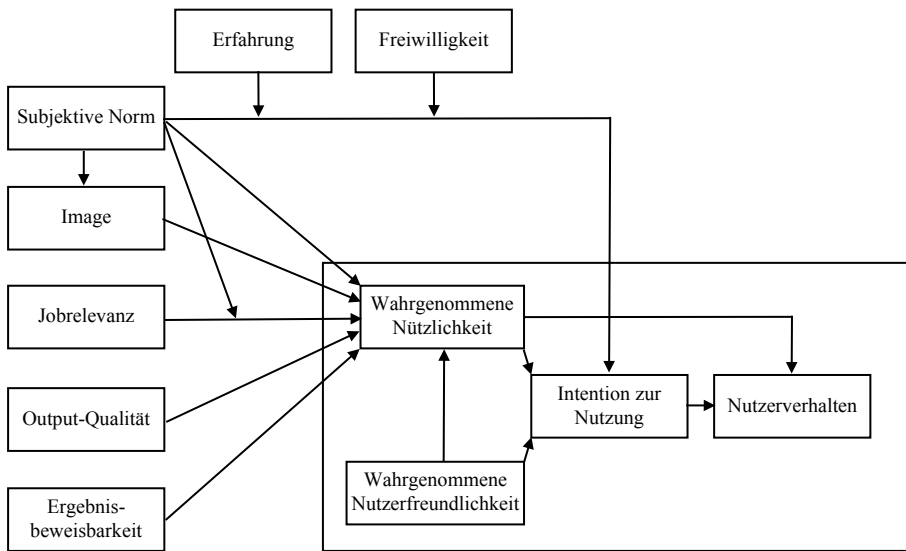 Erfahrung
Freiwilligkeit
Subjektive Norm
Image
Jobrelevanz
Wahrgenommene
Nützlichkeit
Output-Qualität
Intention zur
Nutzung
Nutzerverhalten
Wahrgenommene
Nutzerfreundlichkeit
Ergebnis-
beweisbarkeit